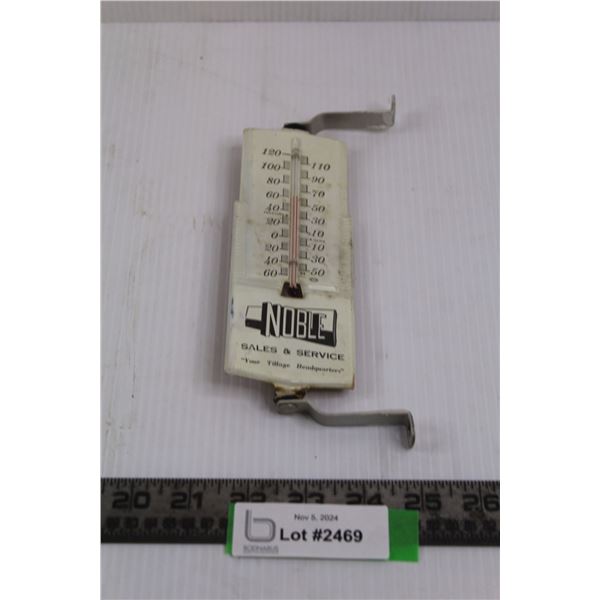 120
100 110
80 90
60 70
40 50
20 30
0 10
20 10
40 30
60 50
NOBLE
SALES & SERVICE
"Your Tillage Headquarters"
20 21 22 23 24 25 26
Nov 5, 2024
Lot #2469
BODNARUS